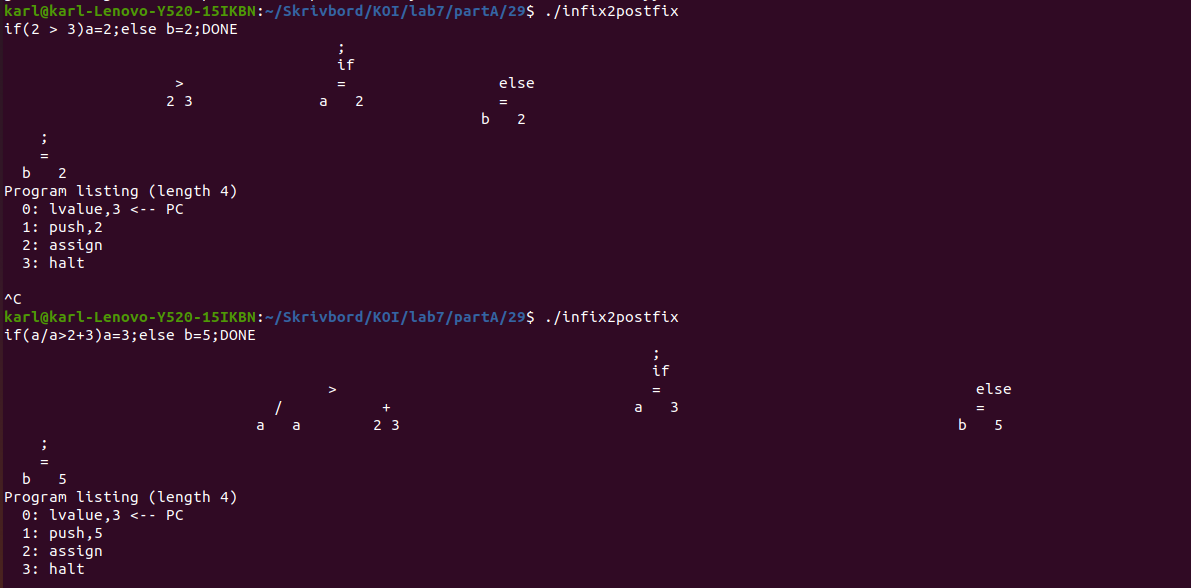 karl@karl-Lenovo-Y520-15IKBN:~/Skrivbord/KOI/lab7/partA/29$ ./infix2postfix
if(2 > 3)a=2;else b=2;DONE
;
if
> = else
2 3 a 2 =
b 2
;
=
b 2
Program listing (length 4)
0: lvalue,3 <-- PC
1: push,2
2: assign
3: halt
^C
karl@karl-Lenovo-Y520-15IKBN:~/Skrivbord/KOI/lab7/partA/29$ ./infix2postfix
if(a/a>2+3)a=3;else b=5;DONE
;
if
> = else
/ + a 3 =
a a 2 3 b 5
;
=
b 5
Program listing (length 4)
0: lvalue,3 <-- PC
1: push,5
2: assign
3: halt